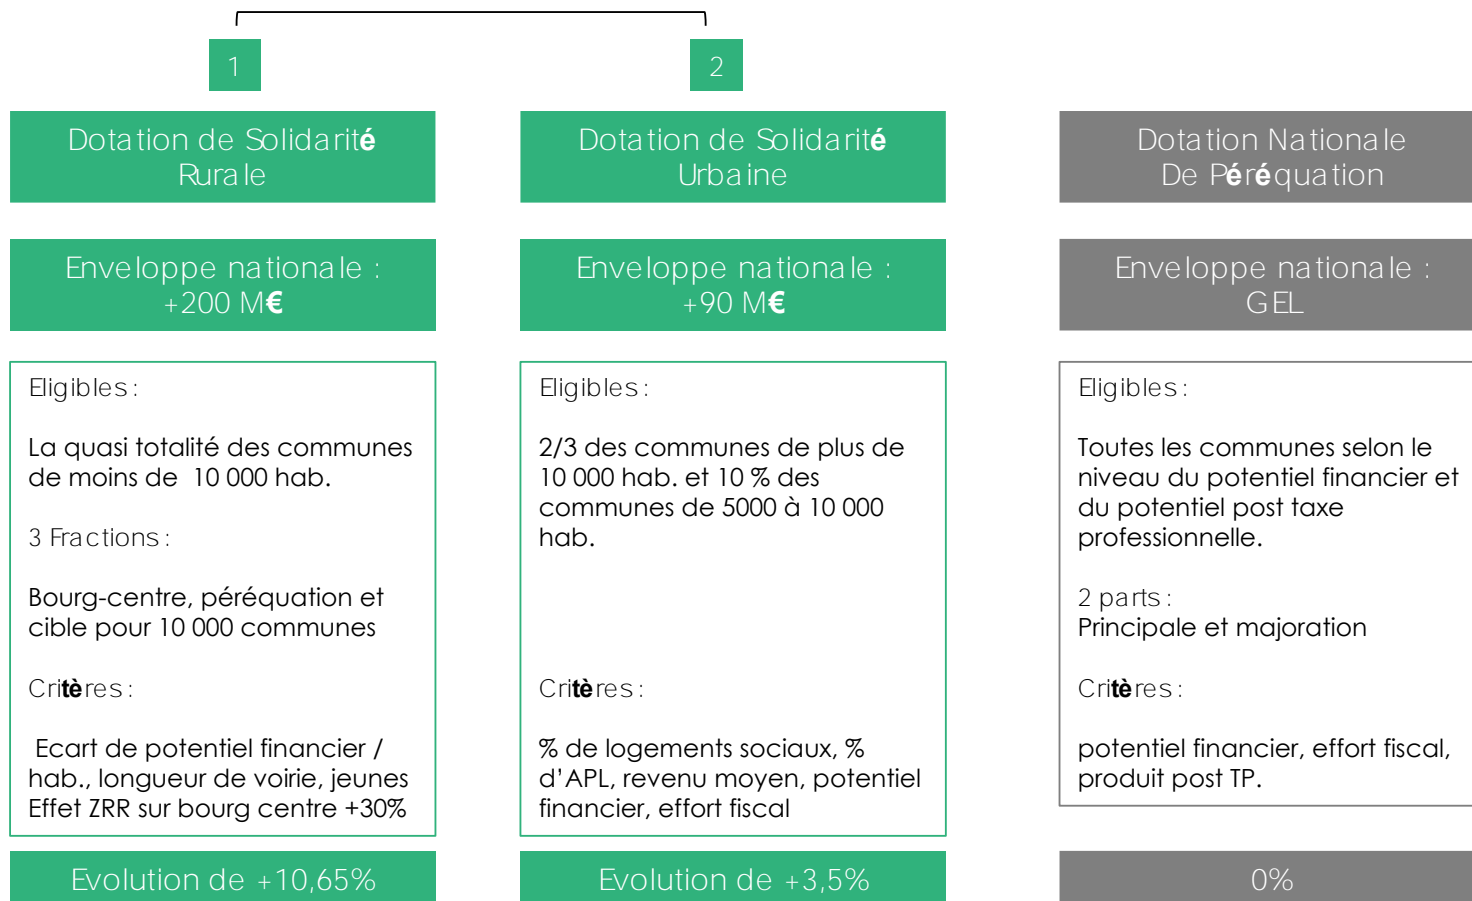 1
Dotation de Solidarité
Rurale
Enveloppe nationale :
+200 M€
Eligibles :
La quasi totalité des communes
de moins de 10 000 hab.
3 Fractions :
Bourg-centre, péréquation et
cible pour 10 000 communes
Critères :
Ecart de potentiel financier /
hab., longueur de voirie, jeunes
Effet ZRR sur bourg centre +30%
Evolution de +10,65%
2
Dotation de Solidarité
Urbaine
Enveloppe nationale :
+90 M€
Eligibles :
2/3 des communes de plus de
10 000 hab. et 10 % des
communes de 5000 à 10 000
hab.
Critères :
% de logements sociaux, %
d’APL, revenu moyen, potentiel
financier, effort fiscal
Evolution de +3,5%
Dotation Nationale
De Péréquation
Enveloppe nationale :
GEL
Eligibles :
Toutes les communes selon le
niveau du potentiel financier et
du potentiel post taxe
professionnelle.
2 parts :
Principale et majoration
Critères :
potentiel financier, effort fiscal,
produit post TP.
0%